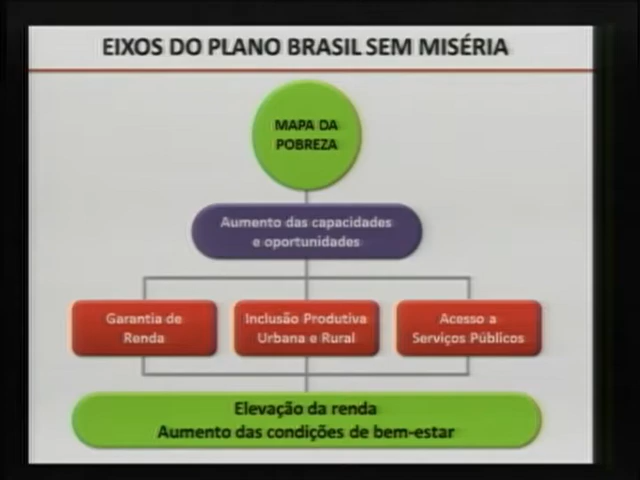 EIXOS DO PLANO BRASIL SEM MISÉRIA
MAPA DA
POBREZA
Aumento das capacidades
e oportunidades
Garantia de
Renda
Inclusão Produtiva
Urbana e Rural
Acesso a
Serviços Públicos
Elevação da renda
Aumento das condições de bem-estar